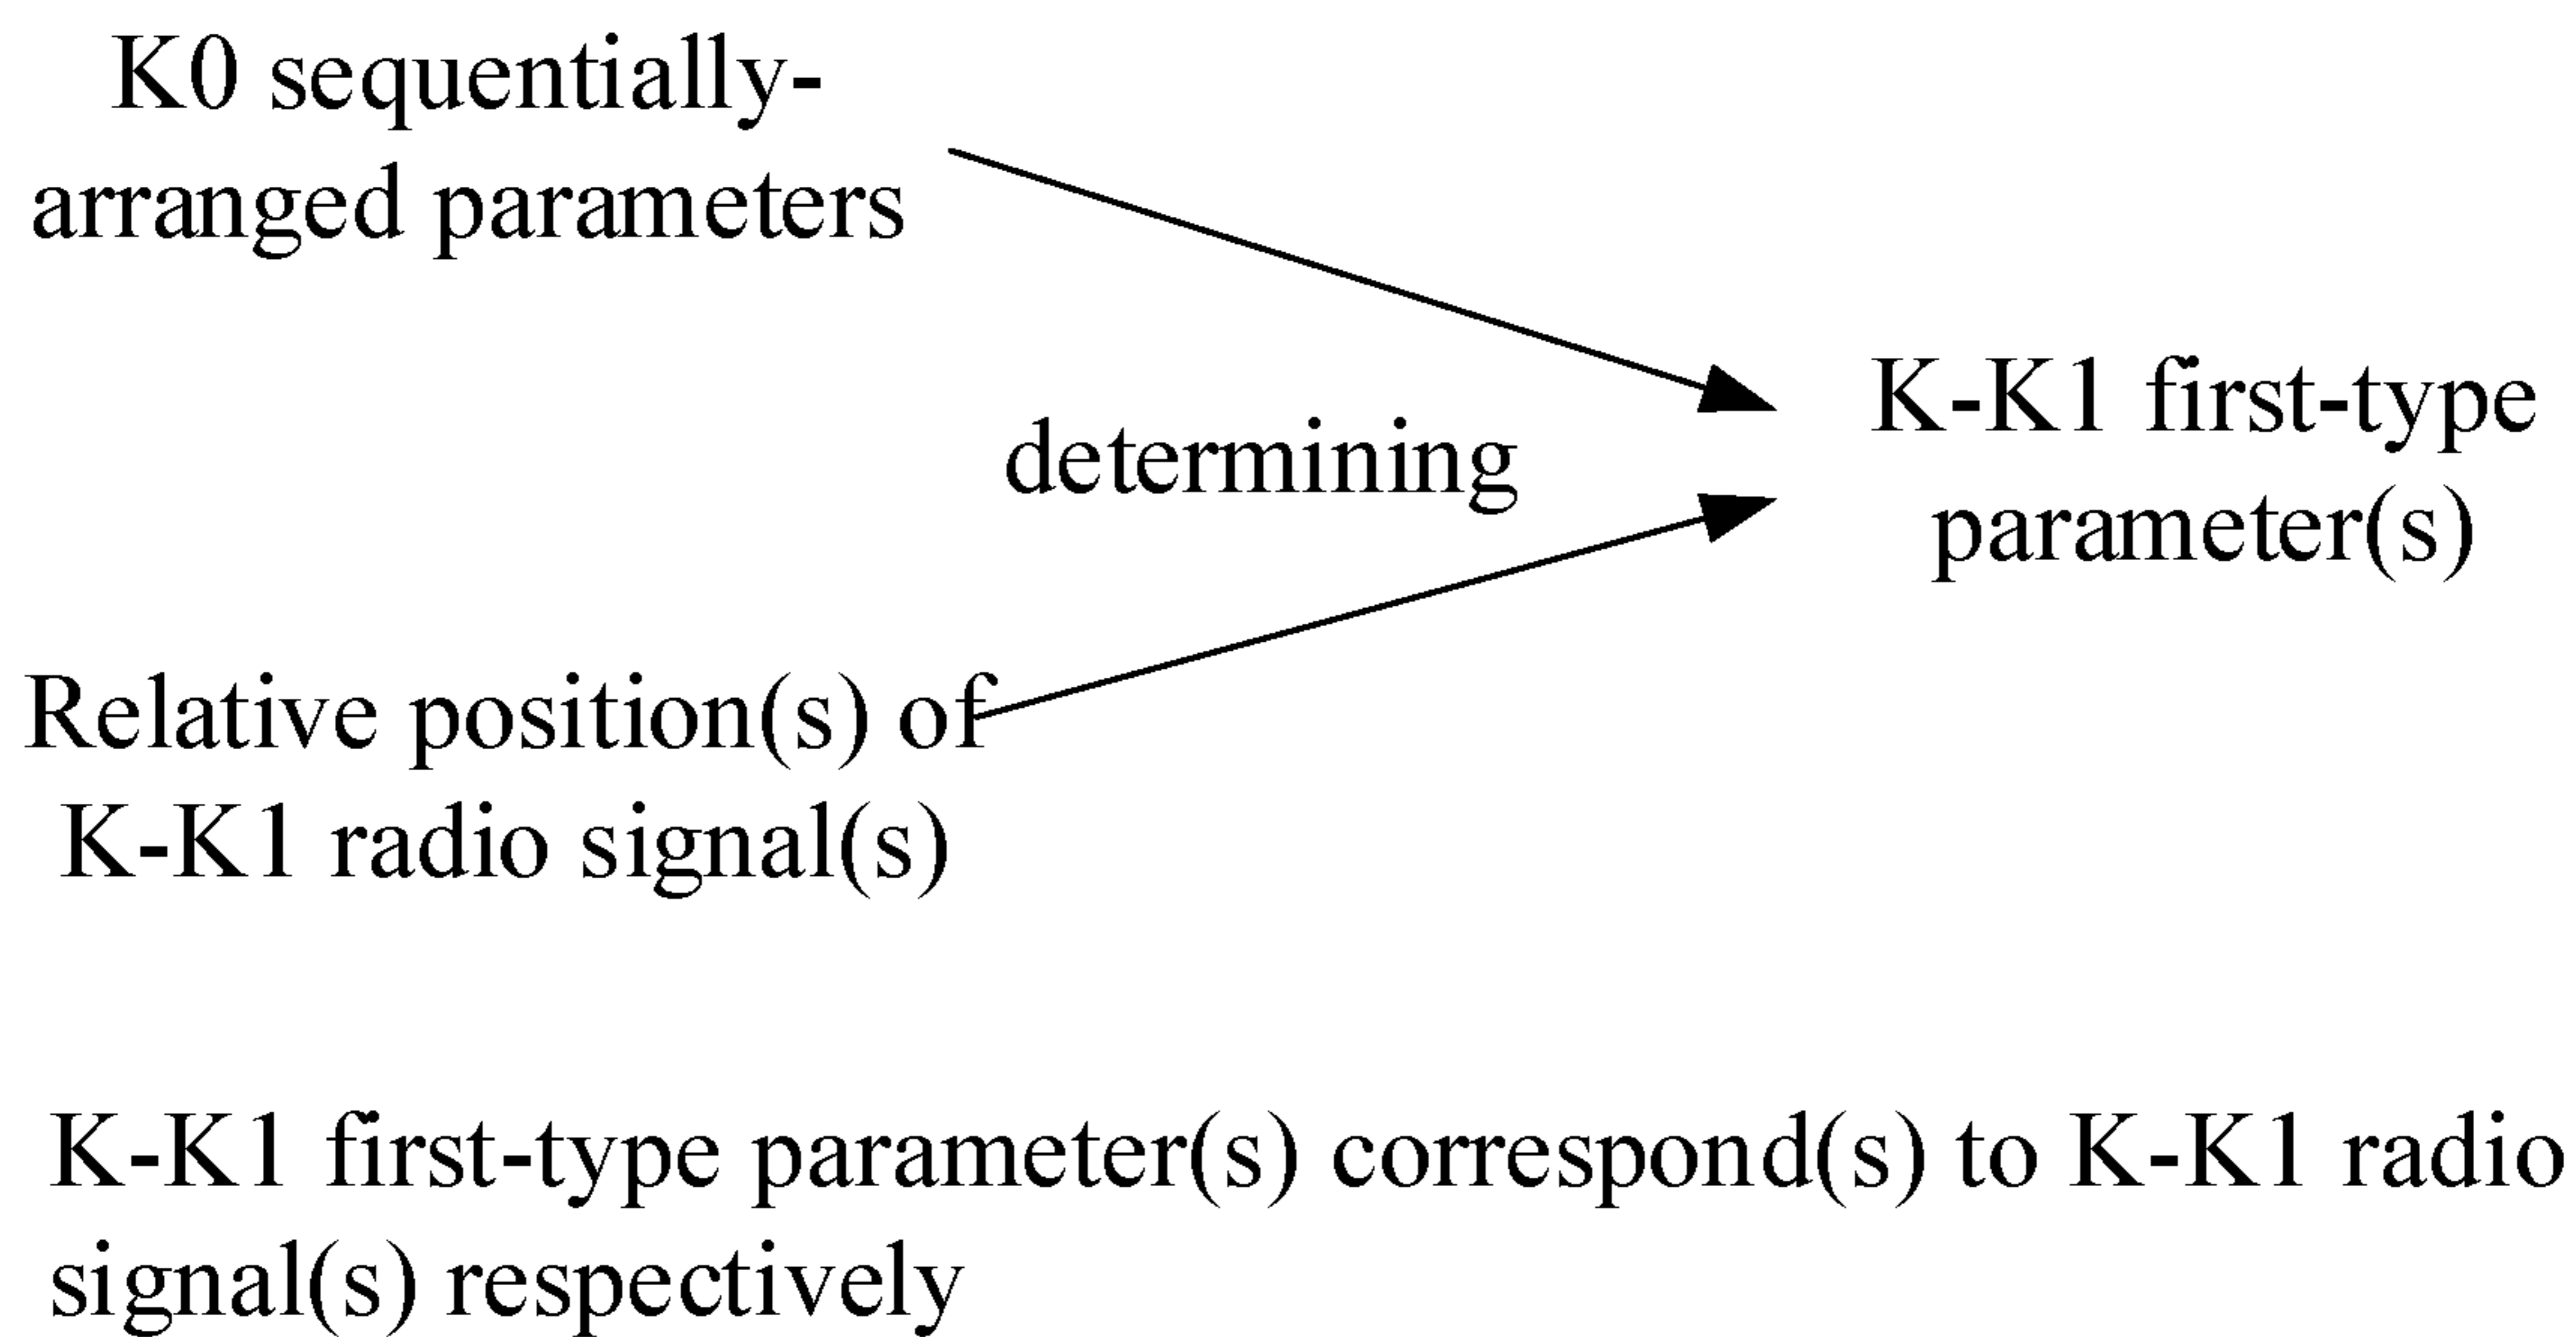 K0 sequentially-
arranged parameters
determining
K-K1 first-type
parameter(s)
Relative position(s) of
K-K1 radio signal(s)
K-K1 first-type parameter(s) correspond(s) to K-K1 radio
signal(s) respectively